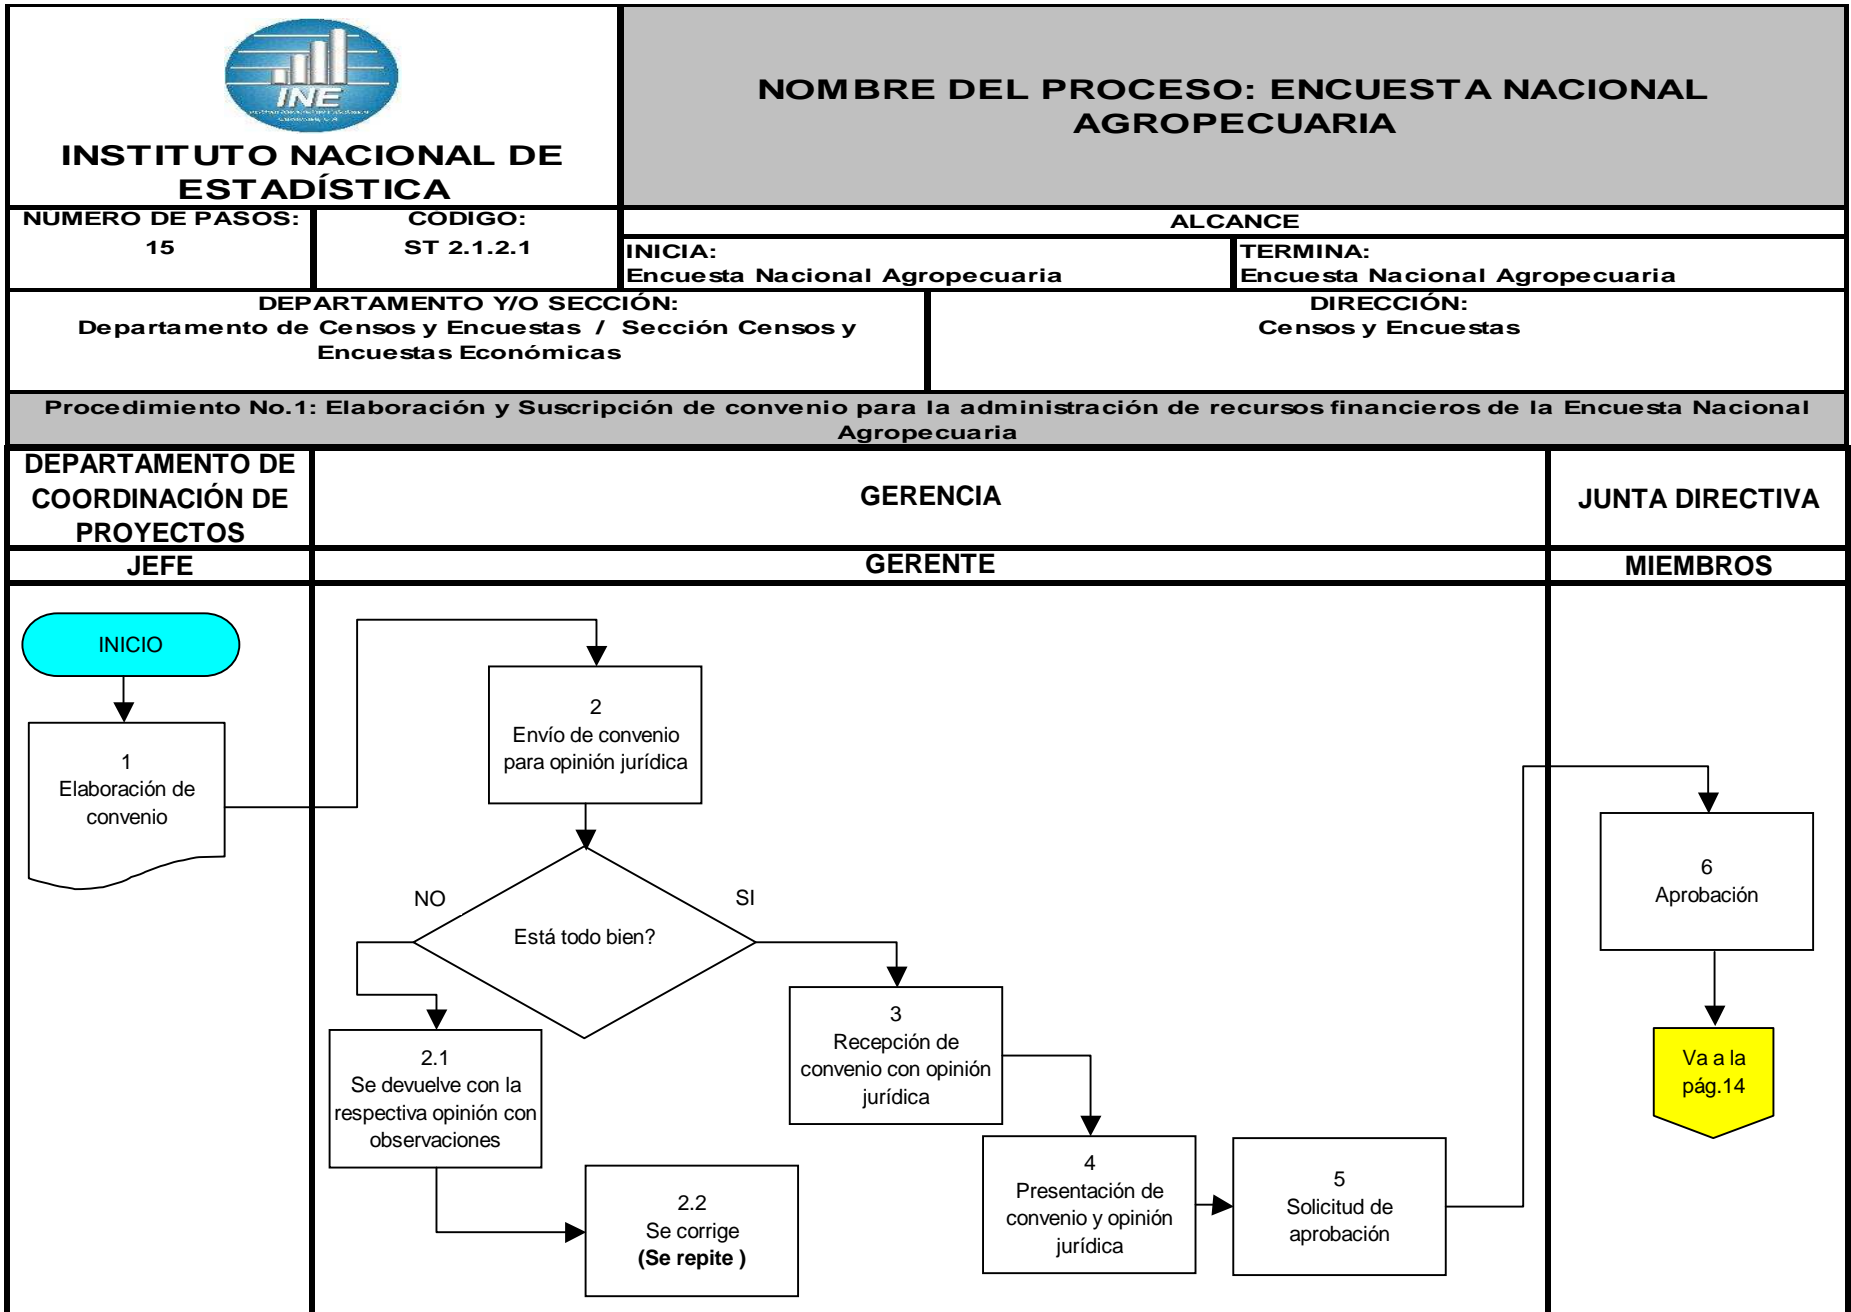 INE
INSTITUTO NACIONAL DE
ESTADÍSTICA
NOMBRE DEL PROCESO: ENCUESTA NACIONAL
AGROPECUARIA
NÚMERO DE PASOS:
15
CÓDIGO:
ST 2.1.2.1
ALCANCE
INICIA:
Encuesta Nacional Agropecuaria
TERMINA:
Encuesta Nacional Agropecuaria
DEPARTAMENTO Y/O SECCIÓN:
Departamento de Censos y Encuestas / Sección Censos y
Encuestas Económicas
DIRECCIÓN:
Censos y Encuestas
Procedimiento No.1: Elaboración y Suscripción de convenio para la administración de recursos financieros de la Encuesta Nacional
Agropecuaria
DEPARTAMENTO DE
COORDINACIÓN DE
PROYECTOS
GERENCIA
JUNTA DIRECTIVA
JEFE
GERENTE
MIEMBROS
INICIO
1
Elaboración de
convenio
2
Envío de convenio
para opinión jurídica
NO
SI
Está todo bien?
2.1
Se devuelve con la
respectiva opinión con
observaciones
2.2
Se corrige
(Se repite )
3
Recepción de
convenio con opinión
jurídica
4
Presentación de
convenio y opinión
jurídica
5
Solicitud de
aprobación
6
Aprobación
Va a la
pág.14